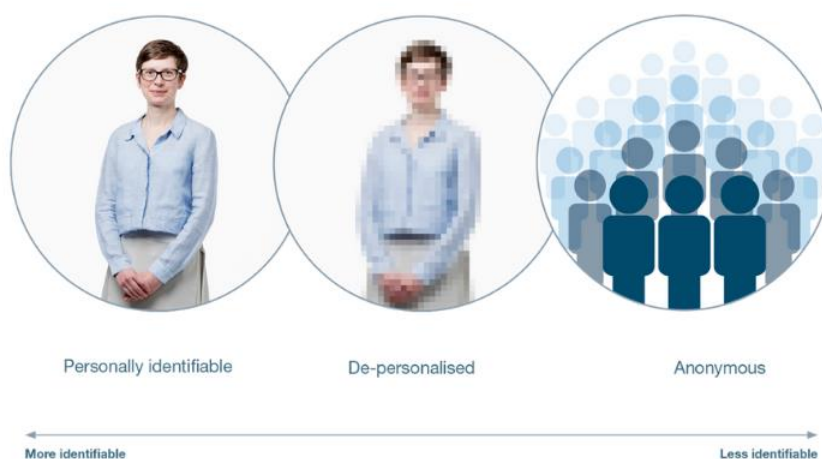 Personally identifiable
De-personalised
Anonymous
More identifiable
Less identifiable